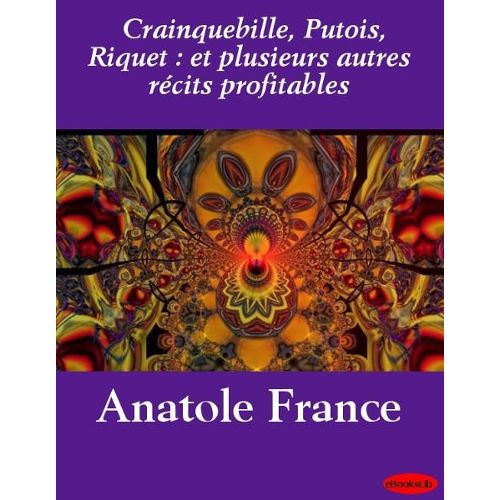 Crainquebille, Putois,
Riquet : et plusieurs autres
récits profitables
Anatole France
eBooksLib